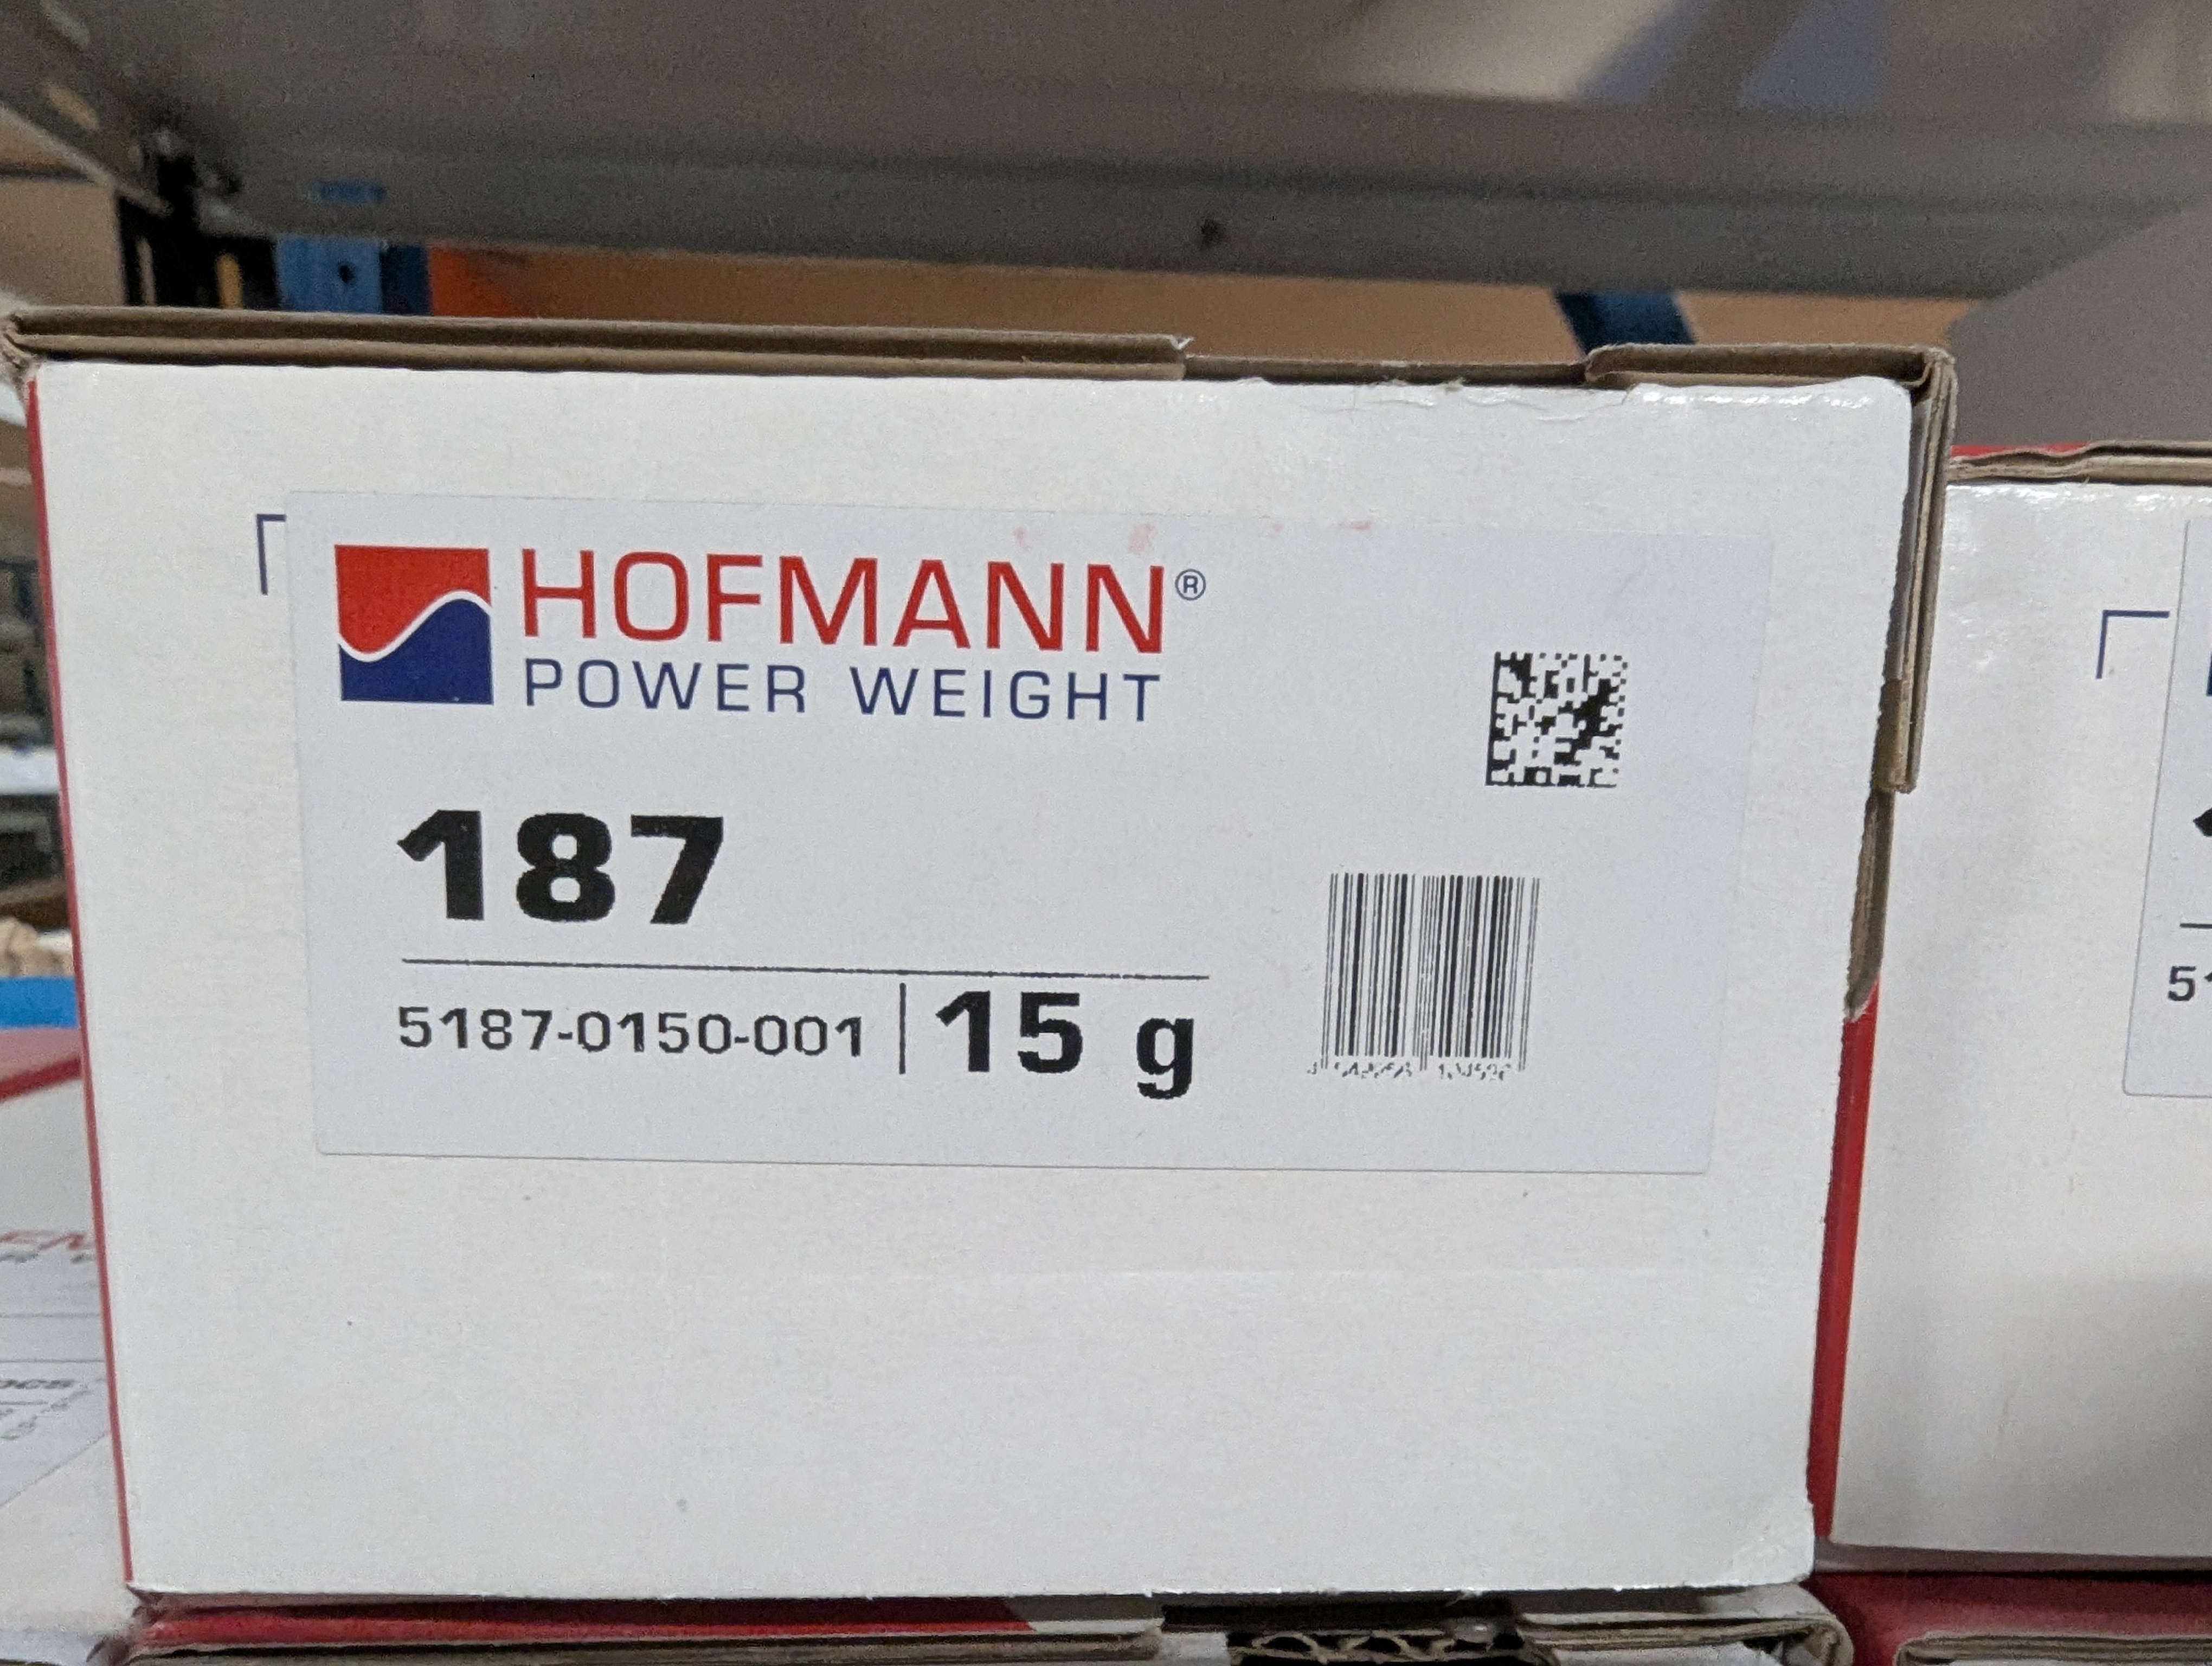 HOFMANN®
POWER WEIGHT
187
5187-0150-001 | 15 g